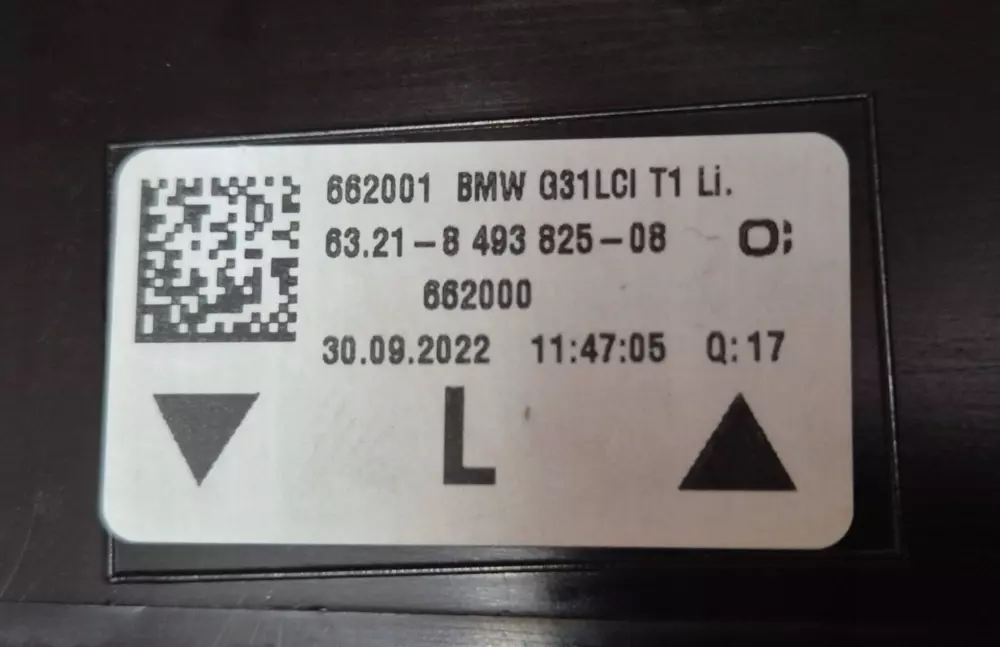 662001 BMW G31LCI T1 Li.
63.21-8 493 825-08 O;
662000
30.09.2022 11:47:05 Q:17
L